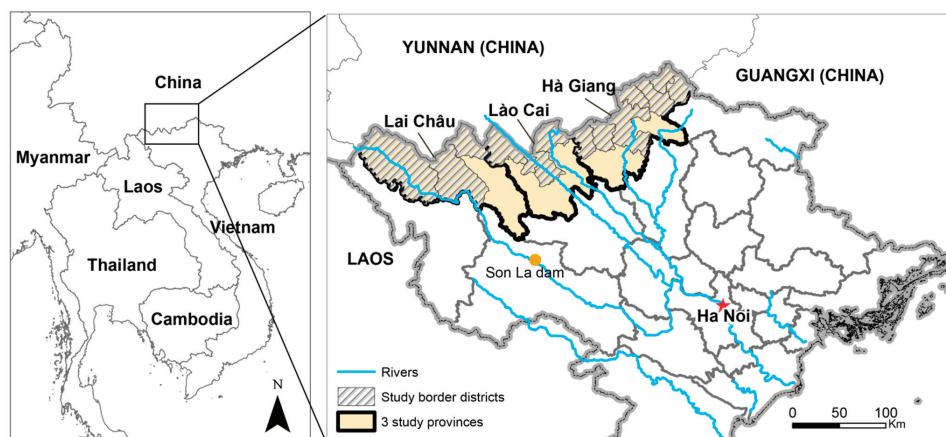 China
Myanmar
Laos
Vietnam
Thailand
Cambodia
N
YUNNAN (CHINA)
GUANGXI (CHINA)
Hà Giang
Lào Cai
Lai Châu
LAOS
Son La dam
Ha Nôi
Rivers
Study border districts
3 study provinces
0 50 100
Km